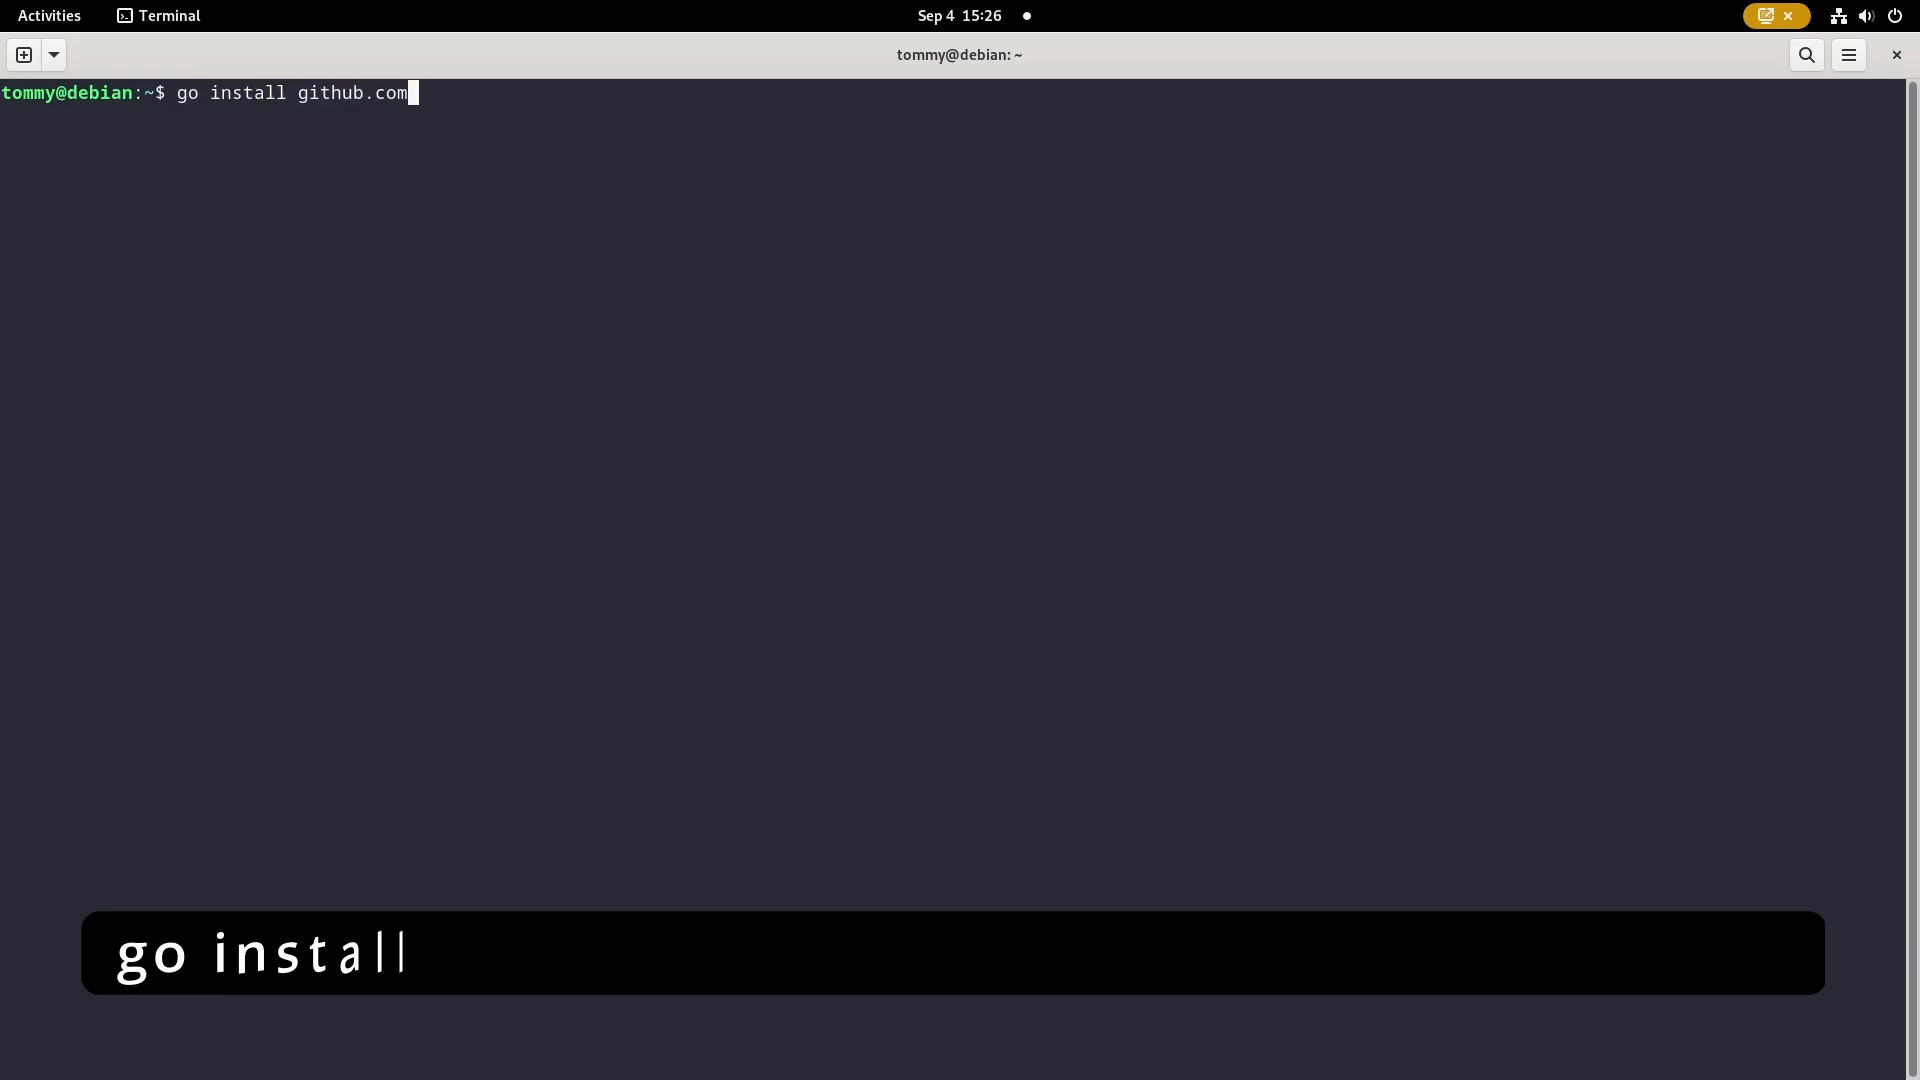 Activities Terminal Sep 4 15:26
tommy@debian: ~
tommy@debian:~$ go install github.com
go install